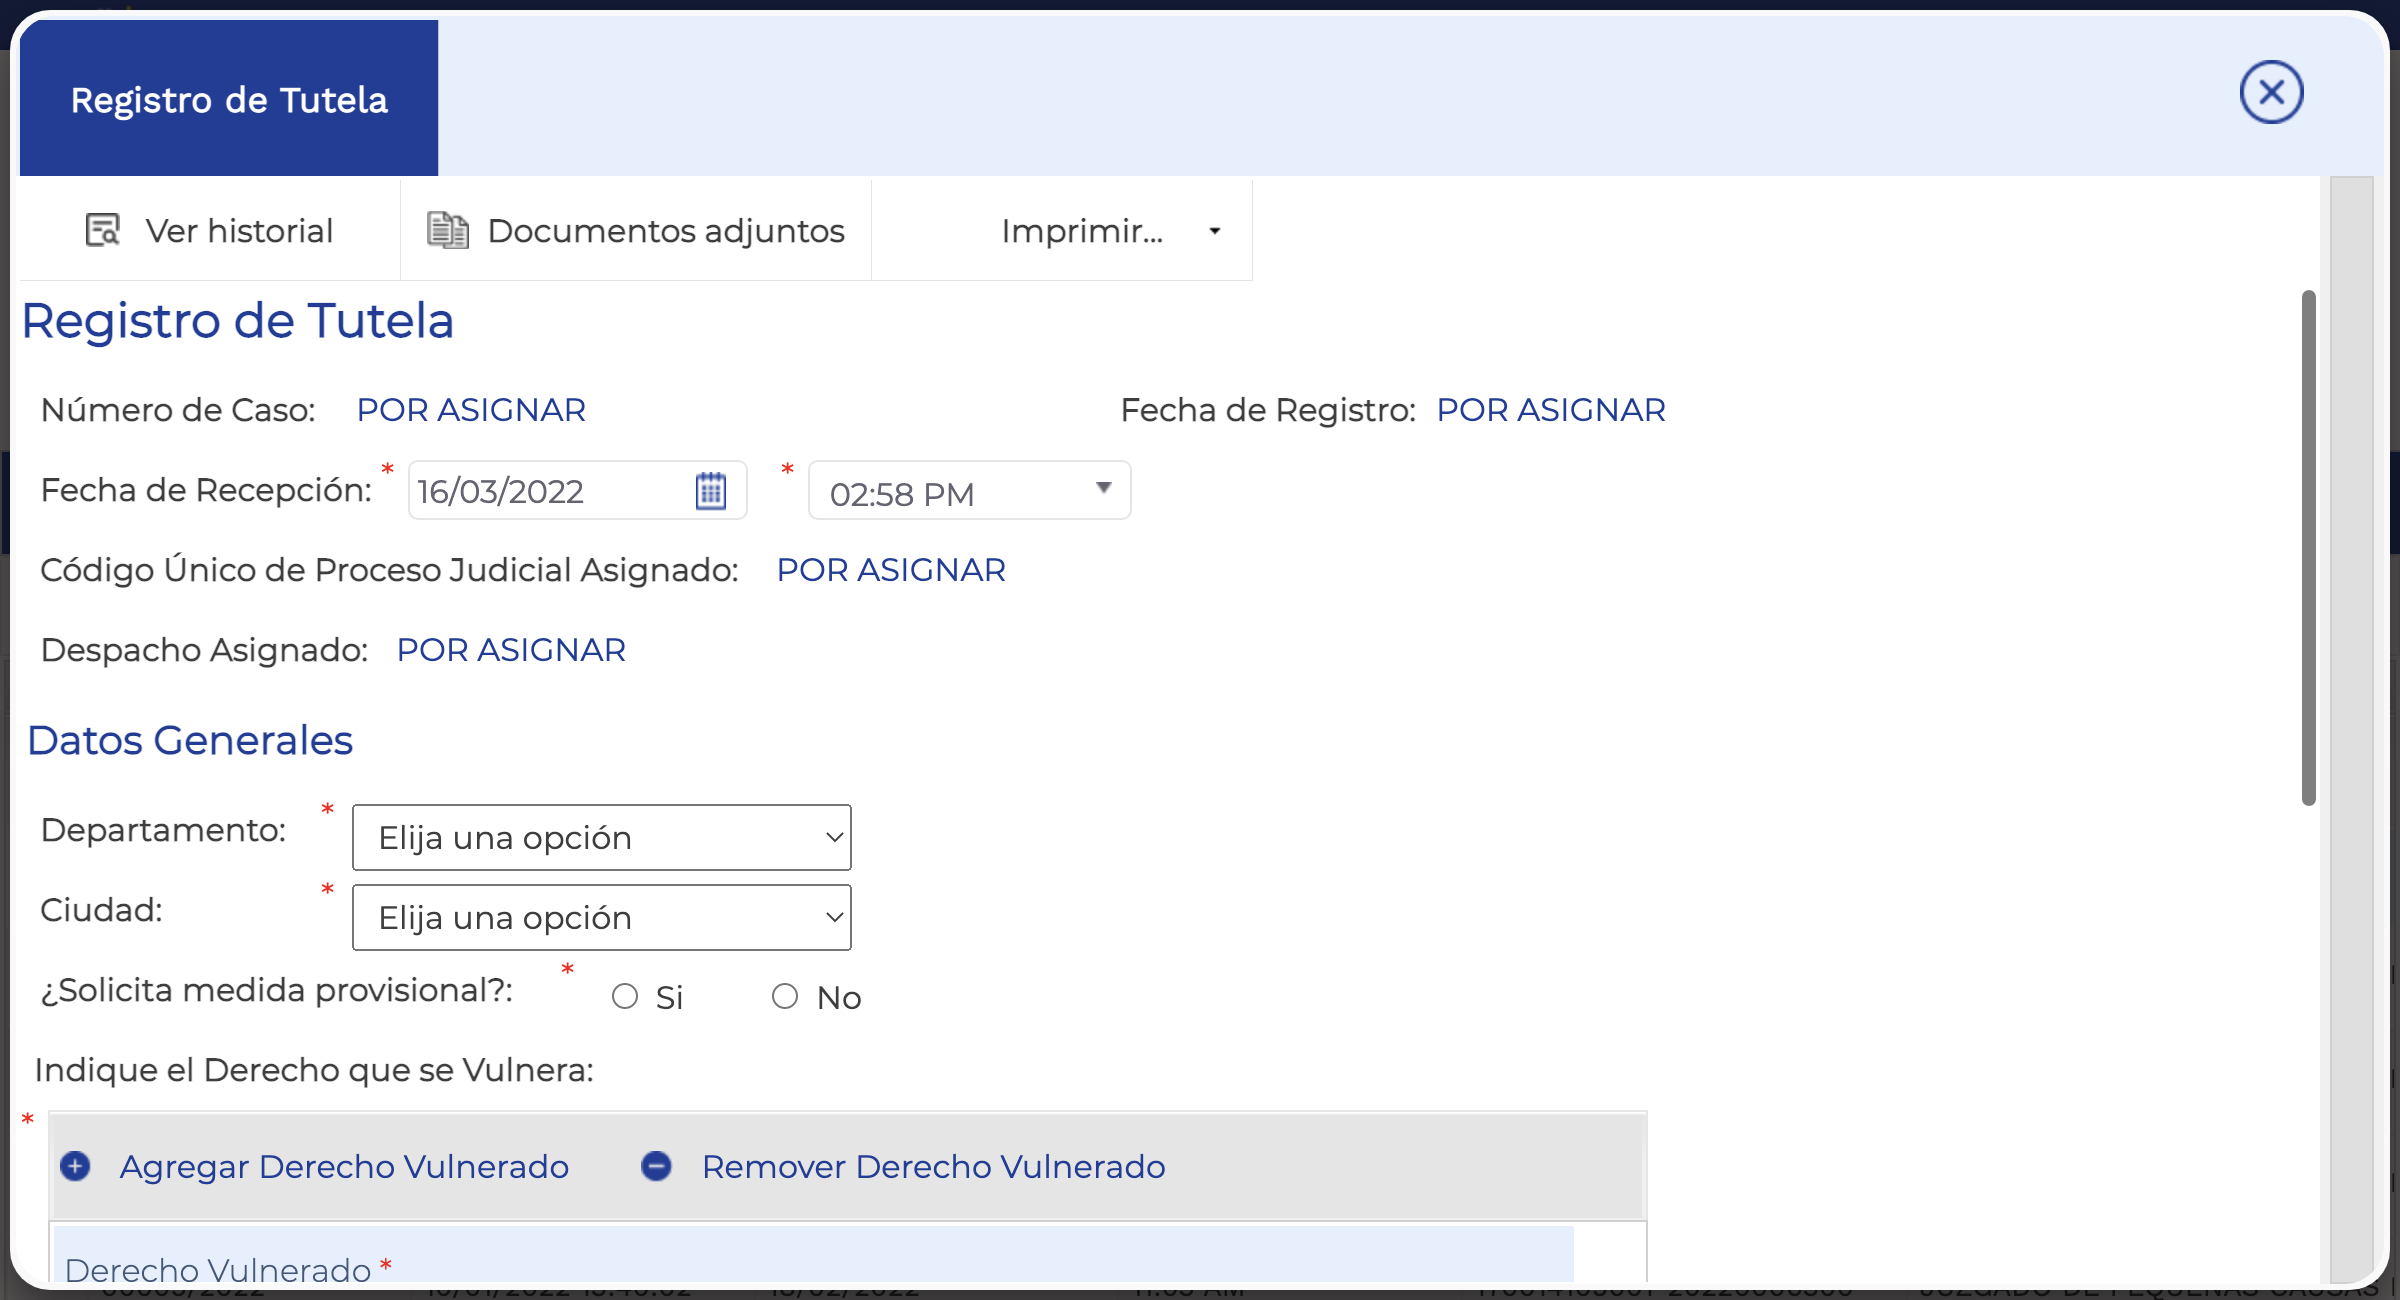 Registro de Tutela
Ver historial Documentos adjuntos Imprimir...
Registro de Tutela
Número de Caso: POR ASIGNAR Fecha de Registro: POR ASIGNAR
Fecha de Recepción: * 16/03/2022 * 02:58 PM
Código Único de Proceso Judicial Asignado: POR ASIGNAR
Despacho Asignado: POR ASIGNAR
Datos Generales
Departamento: * Elija una opción
Ciudad: * Elija una opción
¿Solicita medida provisional?: * Si No
Indique el Derecho que se Vulnera:
*
Agregar Derecho Vulnerado Remover Derecho Vulnerado
Derecho Vulnerado *